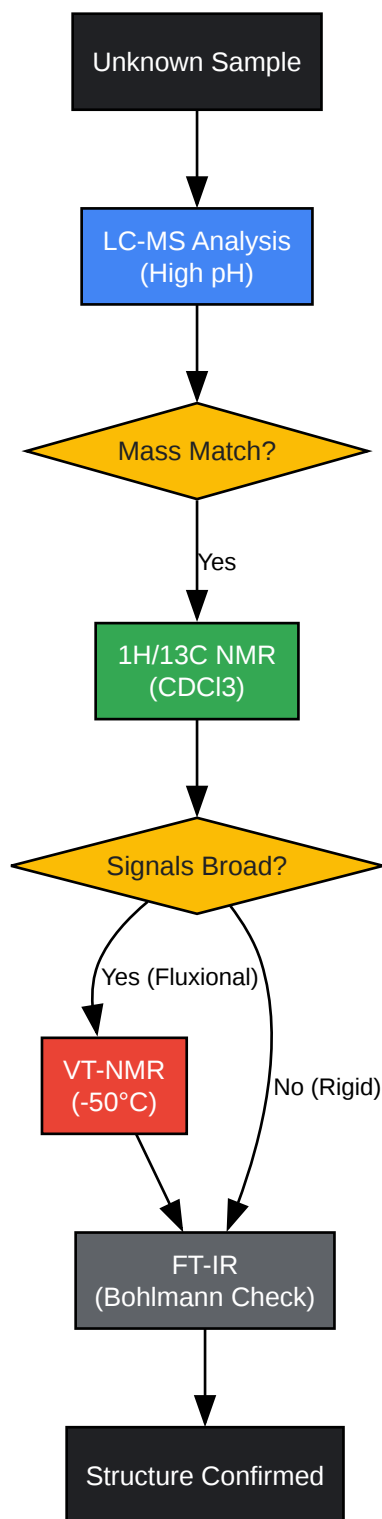 Unknown Sample
LC-MS Analysis
(High pH)
Mass Match?
Yes
1H/13C NMR
(CDCl3)
Signals Broad?
Yes (Fluxional)
VT-NMR
(-50°C)
No (Rigid)
FT-IR
(Bohlmann Check)
Structure Confirmed